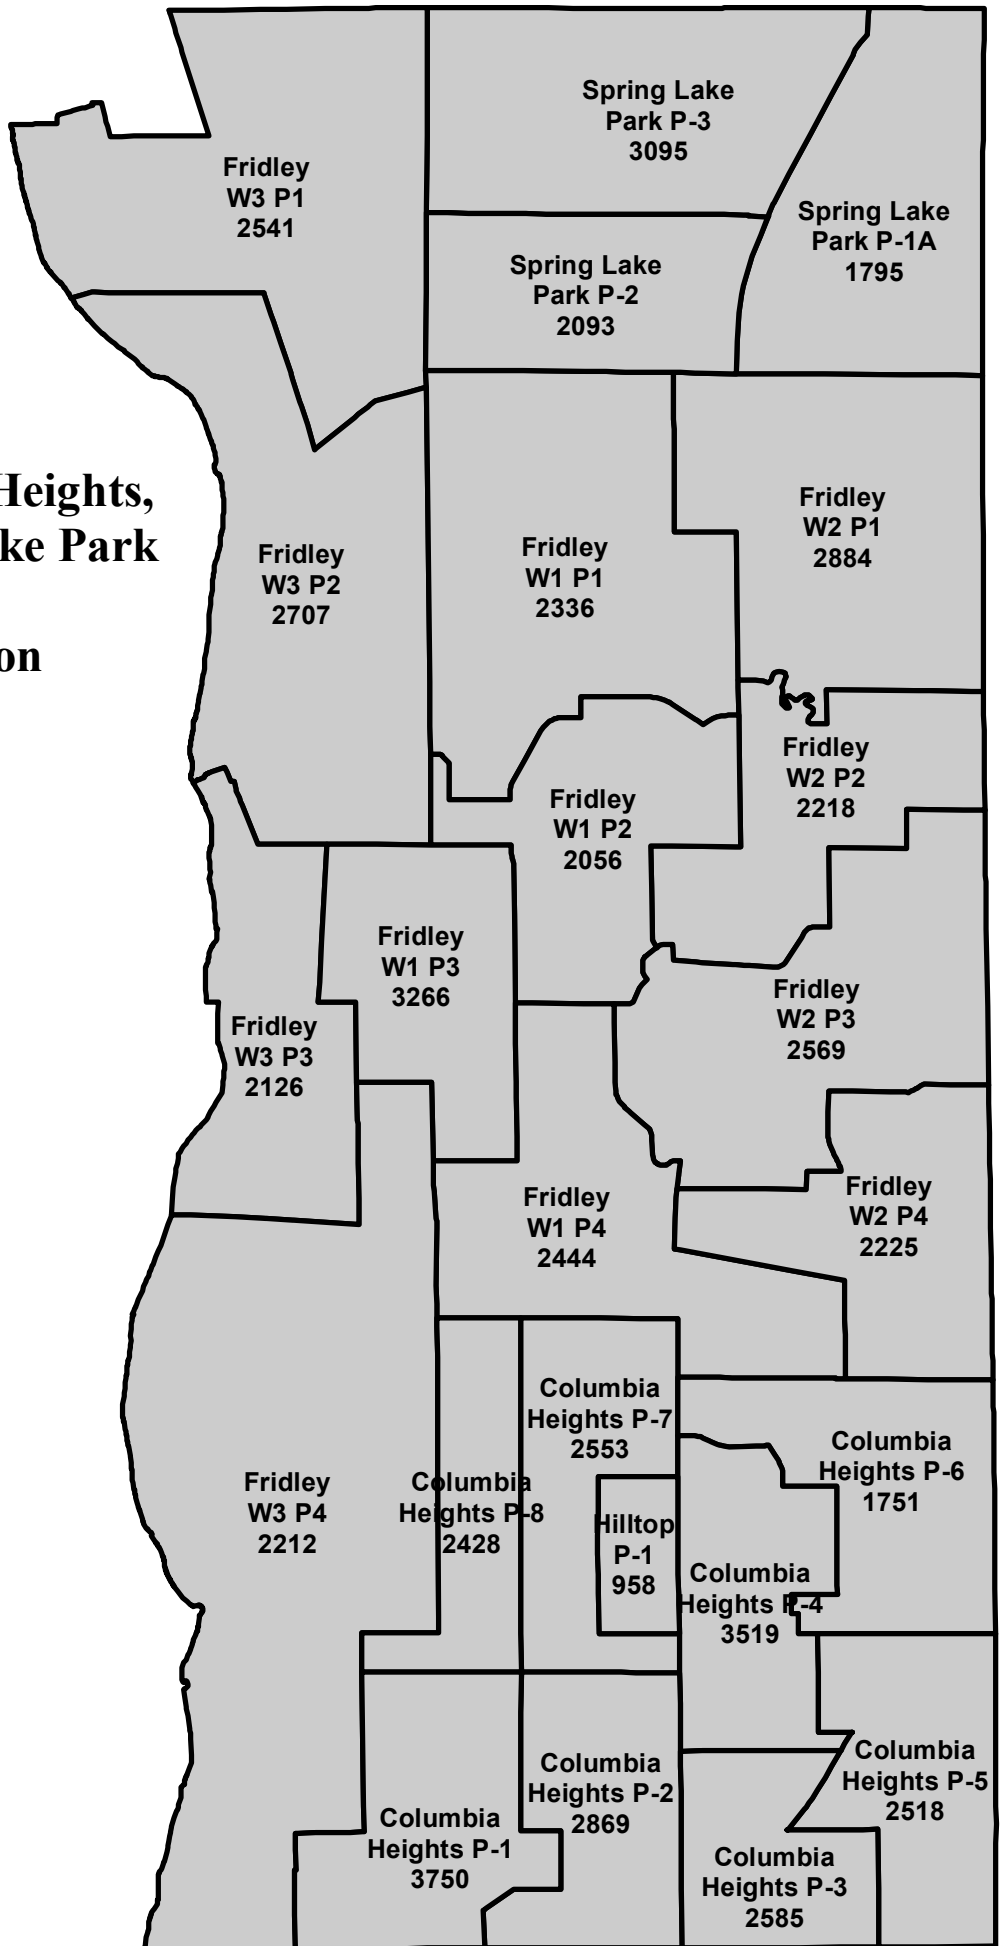 Spring Lake
Park P-3
3095
Fridley
W3 P1
2541
Spring Lake
Park P-1A
1795
Spring Lake
Park P-2
2093
Heights,
ke Park
on
Fridley
W2 P1
2884
Fridley
W1 P1
2336
Fridley
W3 P2
2707
Fridley
W2 P2
2218
Fridley
W1 P2
2056
Fridley
W1 P3
3266
Fridley
W2 P3
2569
Fridley
W3 P3
2126
Fridley
W2 P4
2225
Fridley
W1 P4
2444
Columbia
Heights P-7
2553
Columbia
Heights P-6
1751
Fridley
W3 P4
2212
Columbia
Heights P-8
2428
Hilltop
P-1
958
Columbia
Heights P-4
3519
Columbia
Heights P-5
2518
Columbia
Heights P-2
2869
Columbia
Heights P-1
3750
Columbia
Heights P-3
2585